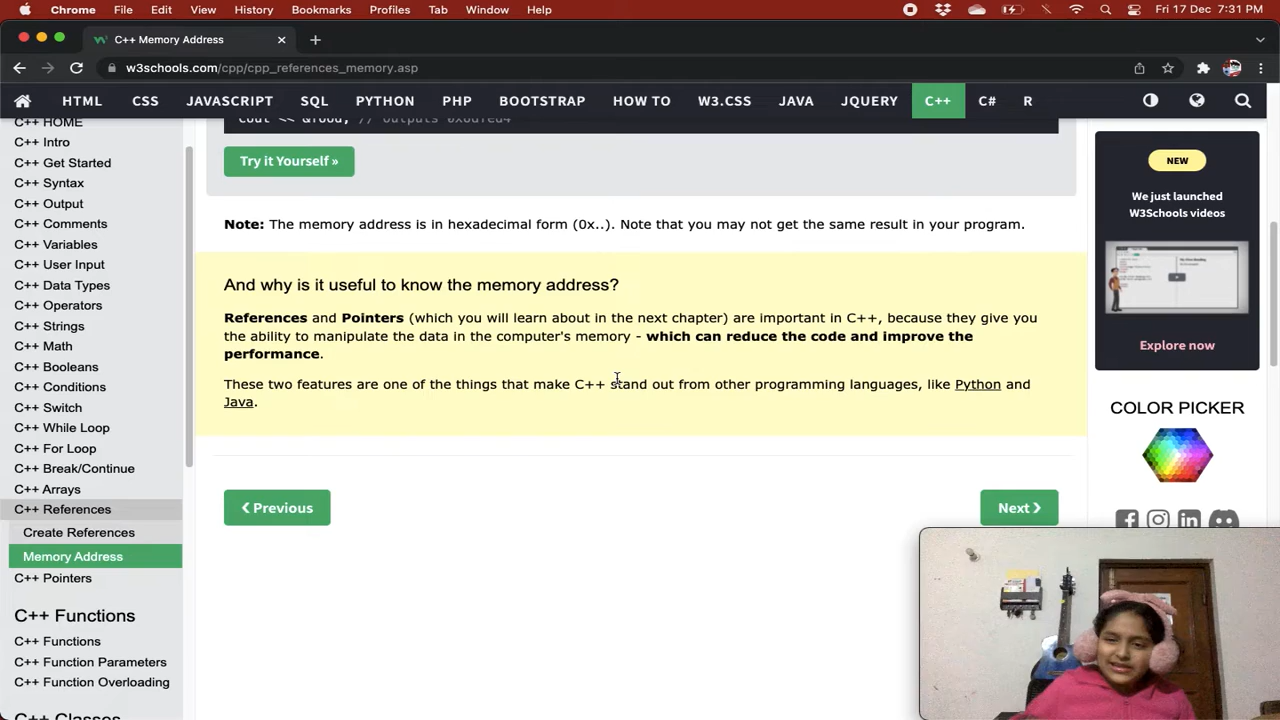 Chrome File Edit View History Bookmarks Profiles Tab Window Help Fri 17 Dec 7:31 PM
C++ Memory Address
w3schools.com/cpp/cpp_references_memory.asp
HTML CSS JAVASCRIPT SQL PYTHON PHP BOOTSTRAP HOW TO W3.CSS JAVA JQUERY C++ C# R
C++ HOME
C++ Intro
C++ Get Started
C++ Syntax
C++ Output
C++ Comments
C++ Variables
C++ User Input
C++ Data Types
C++ Operators
C++ Strings
C++ Math
C++ Booleans
C++ Conditions
C++ Switch
C++ While Loop
C++ For Loop
C++ Break/Continue
C++ Arrays
C++ References
Create References
Memory Address
C++ Pointers
C++ Functions
C++ Functions
C++ Function Parameters
C++ Function Overloading
C++ Classes
cout << &food; // Outputs 0x6dfed4
Try it Yourself »
Note: The memory address is in hexadecimal form (0x..). Note that you may not get the same result in your program.
And why is it useful to know the memory address?
References and Pointers (which you will learn about in the next chapter) are important in C++, because they give you
the ability to manipulate the data in the computer's memory - which can reduce the code and improve the
performance.
These two features are one of the things that make C++ stand out from other programming languages, like Python and
Java.
❮ Previous
Next ❯
NEW
We just launched
W3Schools videos
Explore now
COLOR PICKER